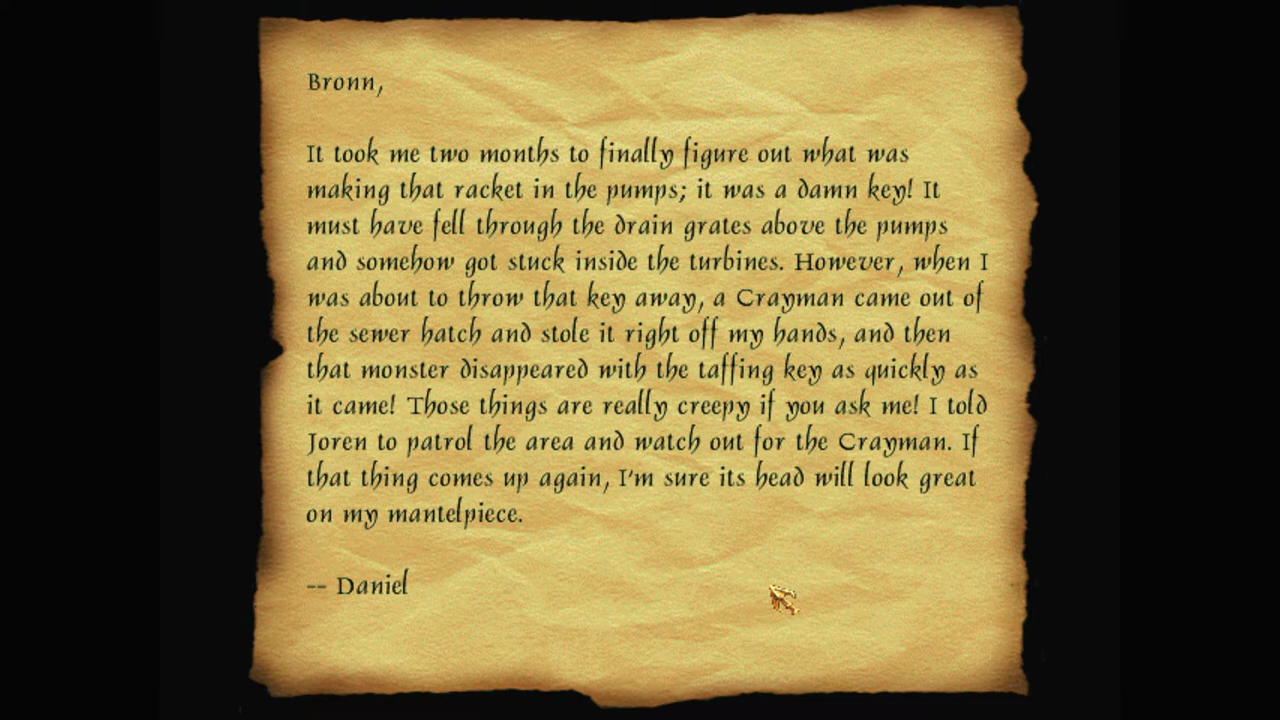 Bronn,
It took me two months to finally figure out what was
making that racket in the pumps; it was a damn key! It
must have fell through the drain grates above the pumps
and somehow got stuck inside the turbines. However, when I
was about to throw that key away, a Crayman came out of
the sewer hatch and stole it right off my hands, and then
that monster disappeared with the taffing key as quickly as
it came! Those things are really creepy if you ask me! I told
Joren to patrol the area and watch out for the Crayman. If
that thing comes up again, I'm sure its head will look great
on my mantelpiece.
-- Daniel